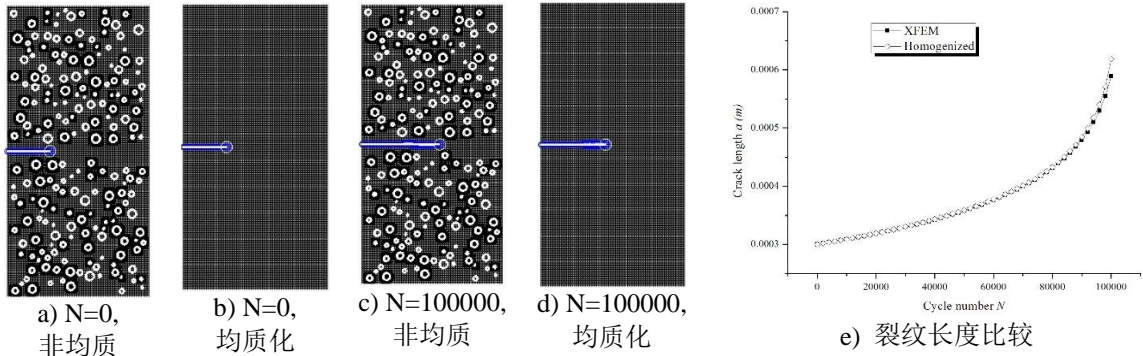 a) N=0,
非均质
b) N=0,
均质化
c) N=100000,
非均质
d) N=100000,
均质化
XFEM
Homogenized
Crack length a (m)
0.0007
0.0006
0.0005
0.0004
0.0003
0
20000
40000
60000
80000
100000
Cycle number N
e) 裂纹长度比较